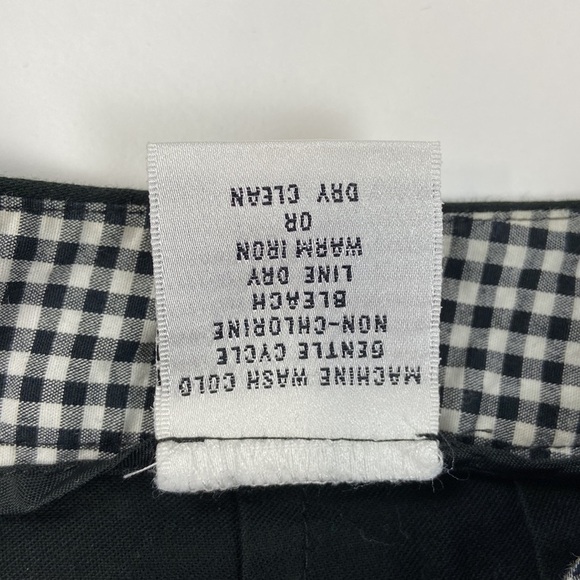 MACHINE WASH COLD
GENTLE CYCLE
NON-CHLORINE
BLEACH
LINE DRY
WARM IRON
OR
DRY CLEAN